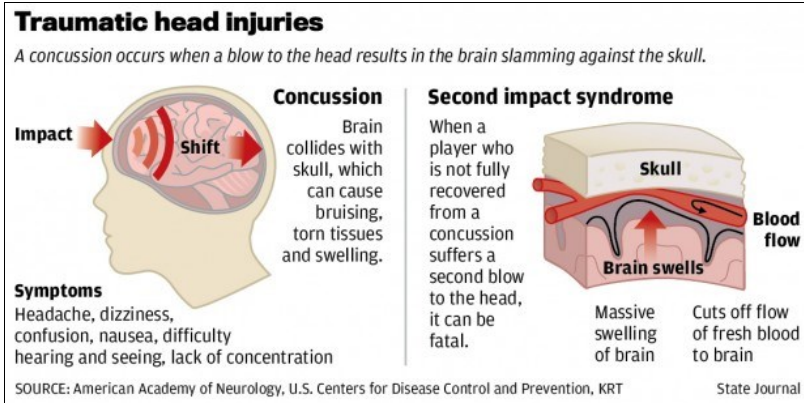 Traumatic head injuries
A concussion occurs when a blow to the head results in the brain slamming against the skull.
Concussion
Impact
Shift
Brain
collides with
skull, which
can cause
bruising,
torn tissues
and swelling.
Symptoms
Headache, dizziness,
confusion, nausea, difficulty
hearing and seeing, lack of concentration
Second impact syndrome
When a
player who
is not fully
recovered
from a
concussion
suffers a
second blow
to the head,
it can be
fatal.
Skull
Blood
flow
Brain swells
Massive
swelling
of brain
Cuts off flow
of fresh blood
to brain
SOURCE: American Academy of Neurology, U.S. Centers for Disease Control and Prevention, KRT
State Journal